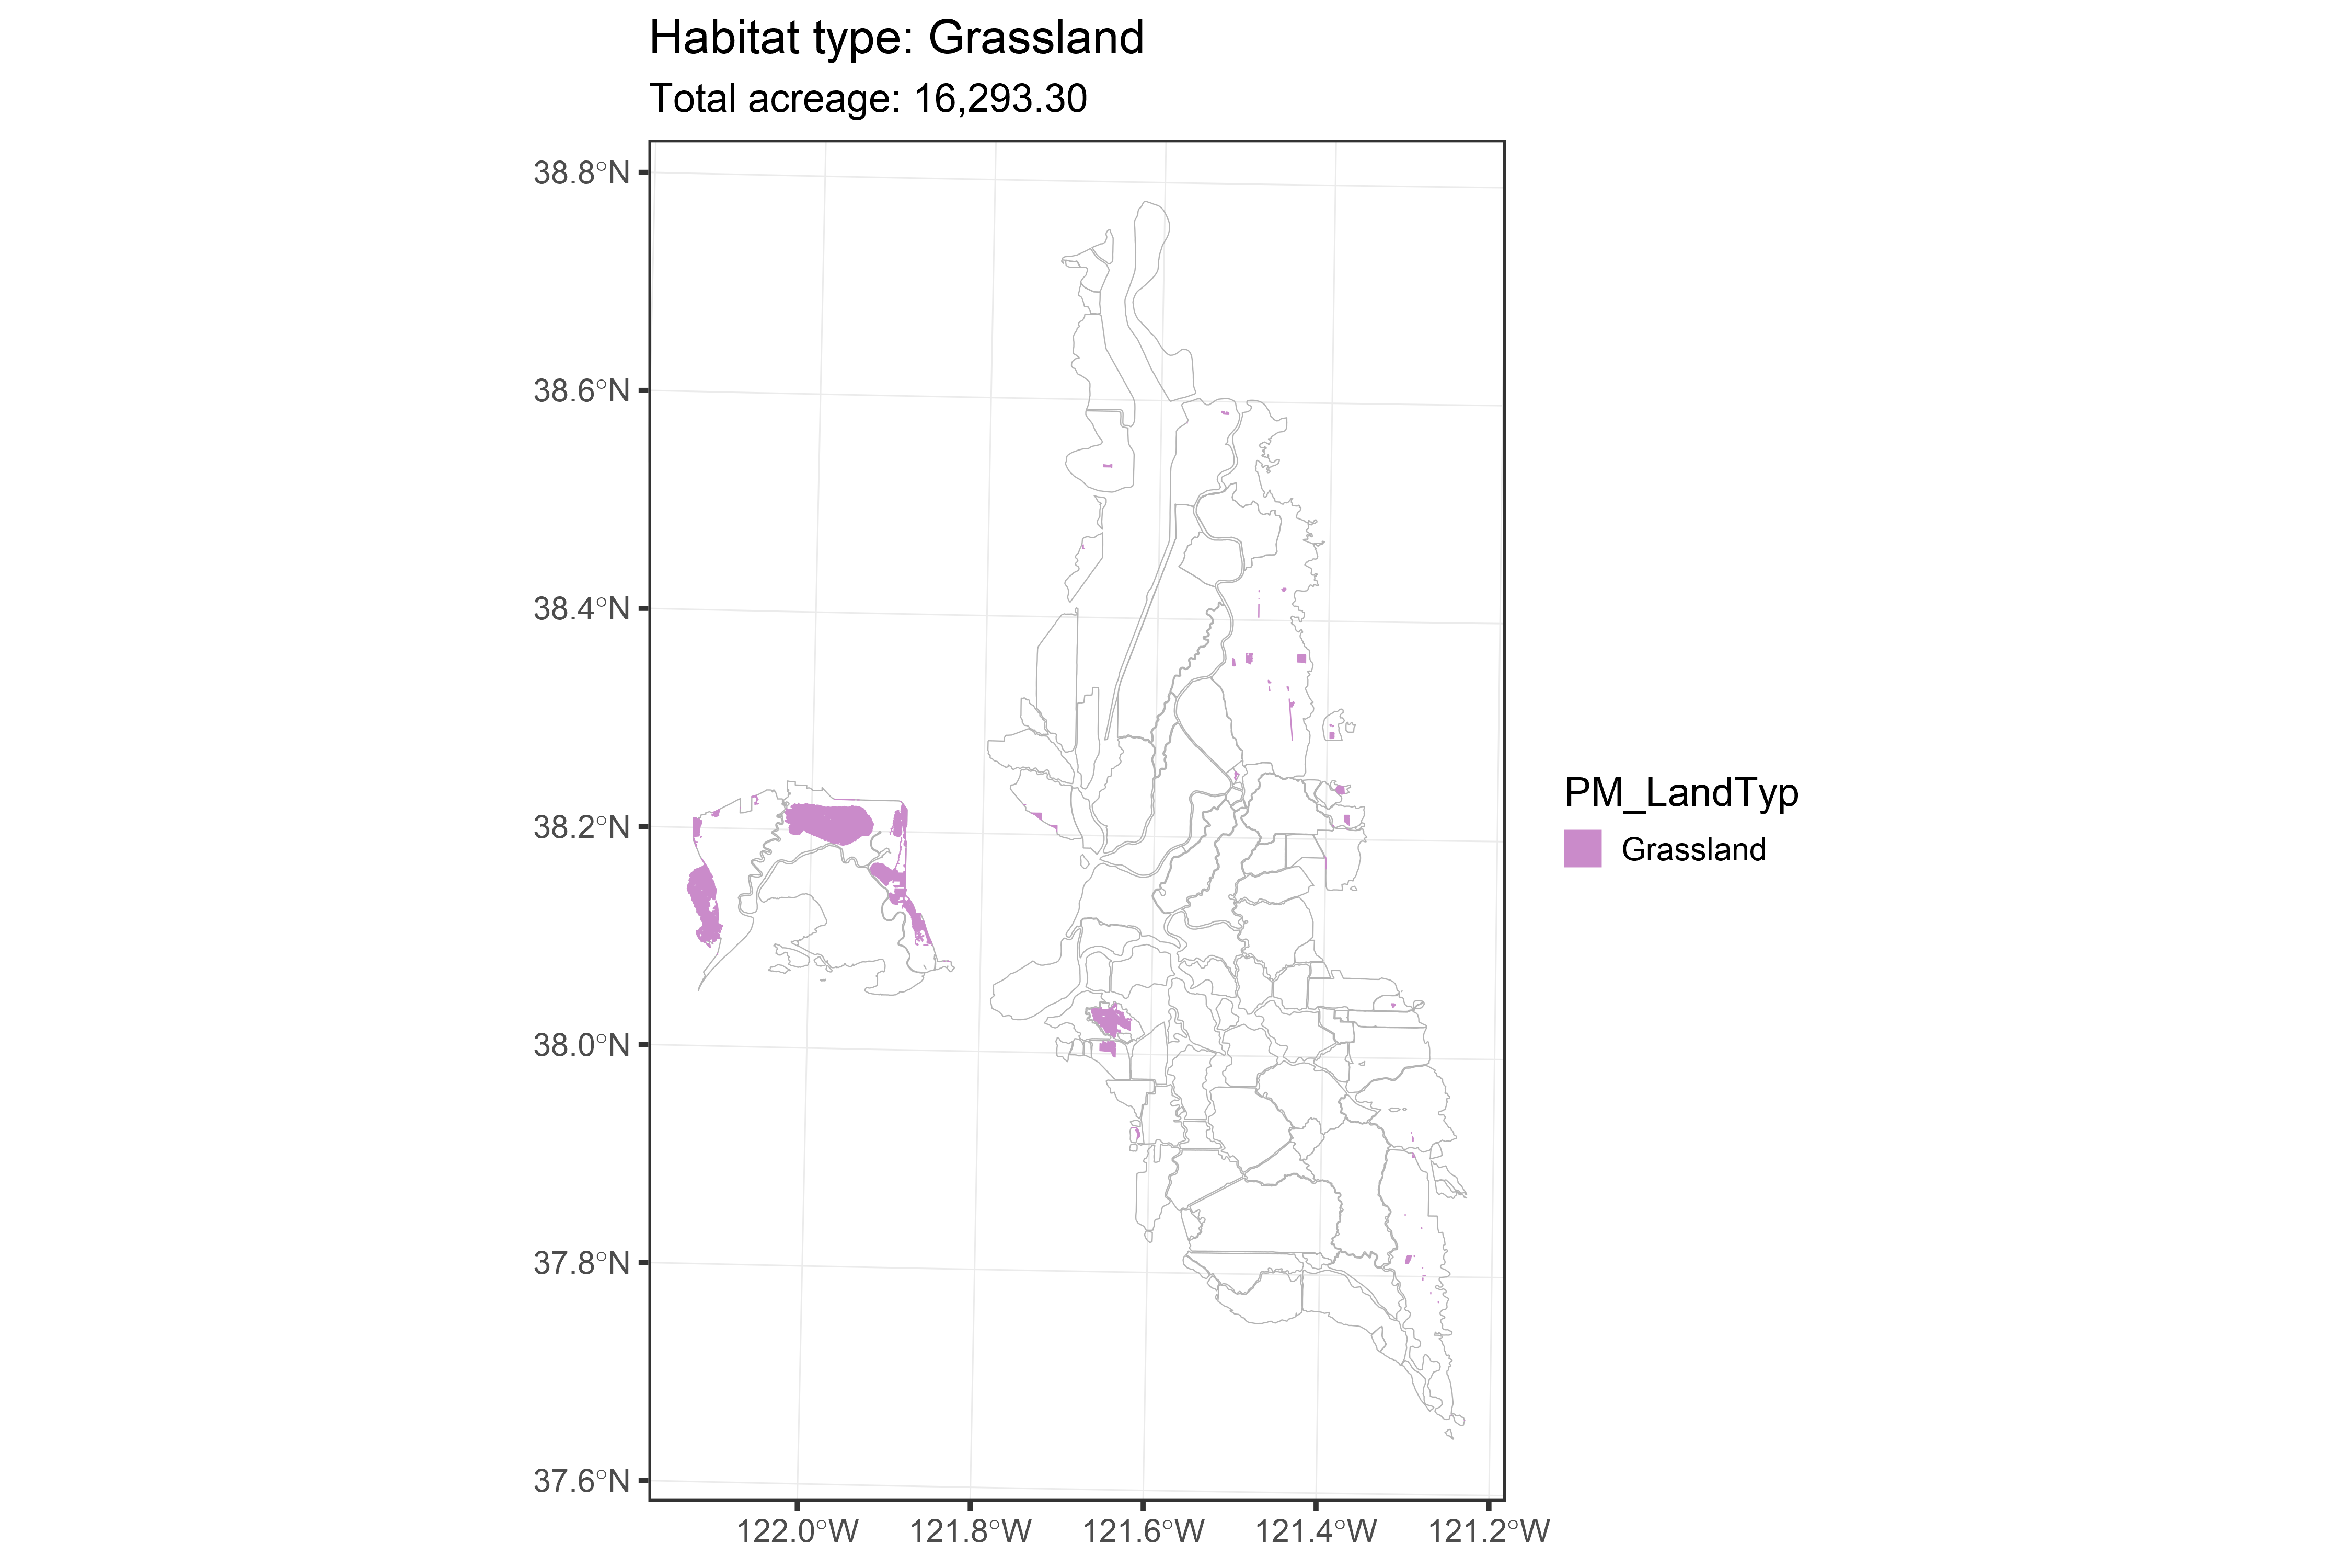 Habitat type: Grassland
Total acreage: 16,293.30
38.8°N
38.6°N
38.4°N
38.2°N
38.0°N
37.8°N
37.6°N
122.0°W
121.8°W
121.6°W
121.4°W
121.2°W
PM_LandTyp
Grassland